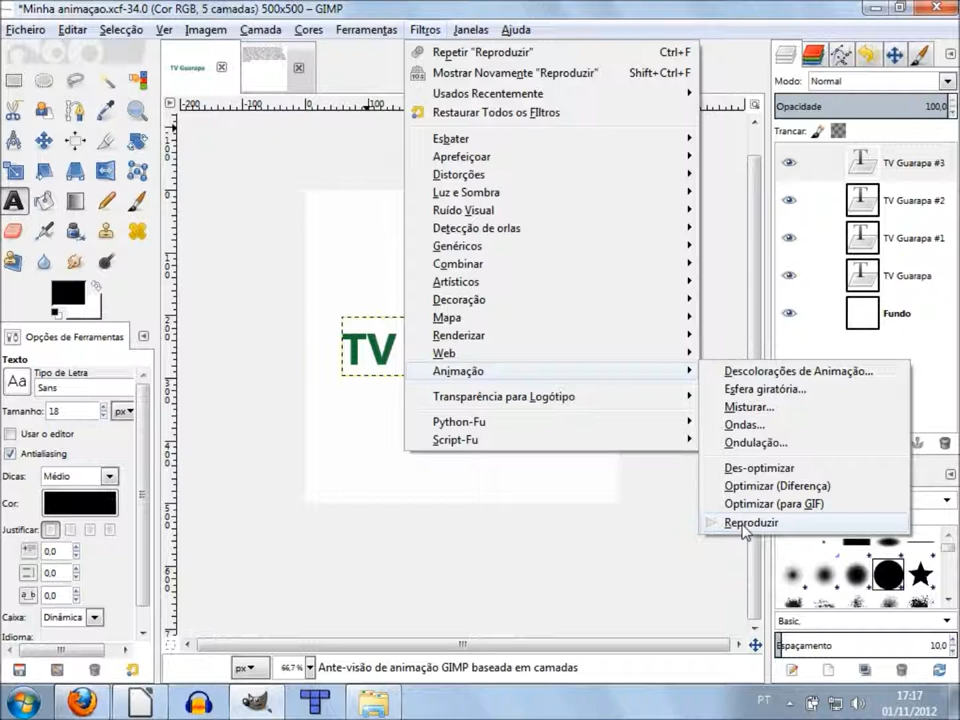 *Minha animaçao.xcf-34.0 (Cor RGB, 5 camadas) 500x500 – GIMP
Ficheiro Editar Selecção Ver Imagem Camada Cores Ferramentas Filtros Janelas Ajuda
TV Guarapa
Repetir "Reproduzir" Ctrl+F
Mostrar Novamente "Reproduzir" Shift+Ctrl+F
Usados Recentemente
Restaurar Todos os FIltros
Esbater
Aprefeiçoar
Distorções
Luz e Sombra
Ruído Visual
Detecção de orlas
Genéricos
Combinar
Artísticos
Decoração
Mapa
Renderizar
Web
Animação
Transparência para Logótipo
Python-Fu
Script-Fu
Descolorações de Animação...
Esfera giratória...
Misturar...
Ondas...
Ondulação...
Des-optimizar
Optimizar (Diferença)
Optimizar (para GIF)
Reproduzir
-200 -100 0 100
TV
Modo: Normal
Opacidade 100,0
Trancar:
TV Guarapa #3
TV Guarapa #2
TV Guarapa #1
TV Guarapa
Fundo
Basic,
Espaçamento 10,0
Opções de Ferramentas
Texto
Tipo de Letra
Aa Sans
Tamanho: 18 px
Usar o editor
Antialiasing
Dicas: Médio
Cor:
Justificar:
0,0
0,0
a b 0,0
Caixa: Dinâmica
Idioma:
px 66,7 % Ante-visão de animação GIMP baseada em camadas
PT
17:17
01/11/2012